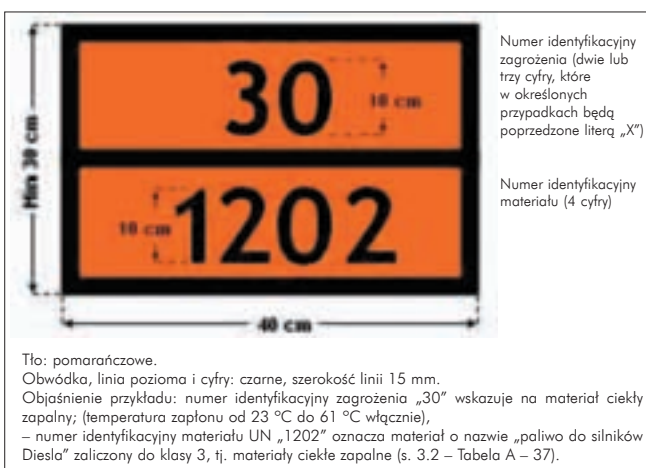 Numer identyfikacyjny
zagrożenia (dwie lub
trzy cyfry, które
w określonych
przypadkach będą
poprzedzone literą „X”)
30
10 cm
Min 30 cm
Numer identyfikacyjny
materiału (4 cyfry)
1202
10 cm
40 cm
Tło: pomarańczowe.
Obwódka, linia pozioma i cyfry: czarne, szerokość linii 15 mm.
Objaśnienie przykładu: numer identyfikacyjny zagrożenia „30” wskazuje na materiał ciekły
zapalny; (temperatura zapłonu od 23 ºC do 61 ºC włącznie),
– numer identyfikacyjny materiału UN „1202” oznacza materiał o nazwie „paliwo do silników
Diesla” zaliczony do klasy 3, tj. materiały ciekłe zapalne (s. 3.2 – Tabela A – 37).